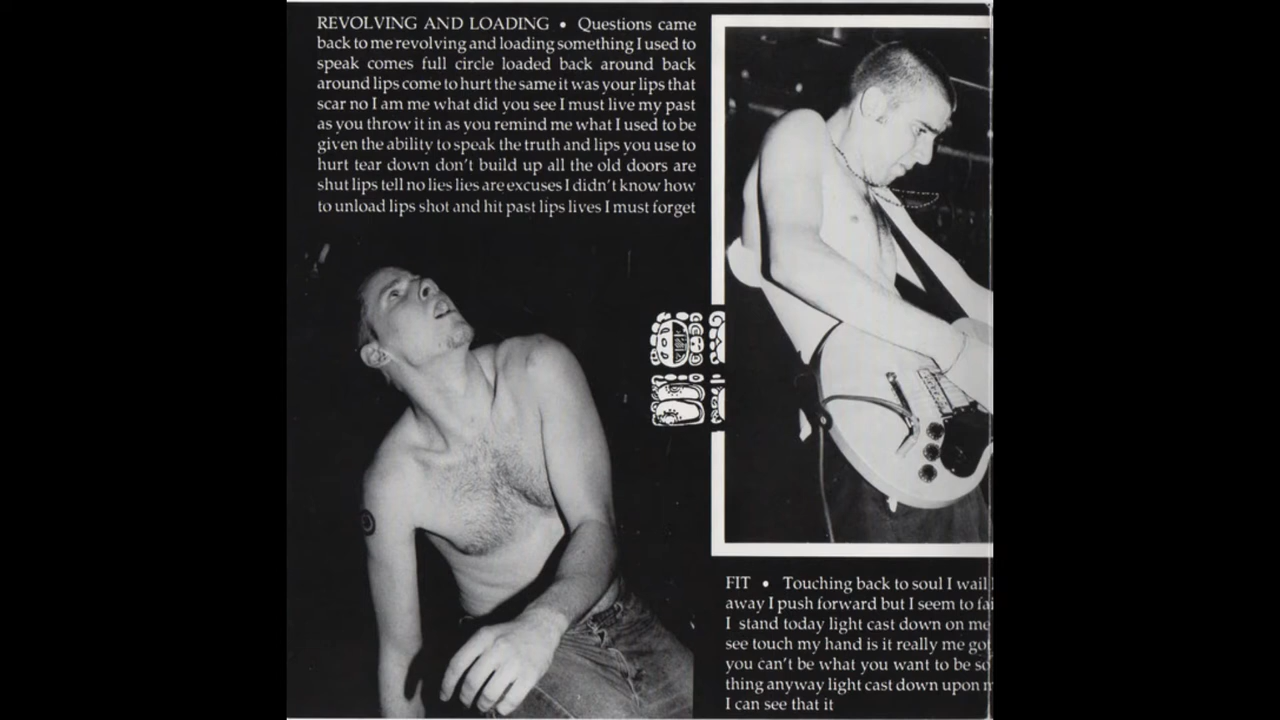 REVOLVING AND LOADING • Questions came
back to me revolving and loading something I used to
speak comes full circle loaded back around back
around lips come to hurt the same it was your lips that
scar no I am me what did you see I must live my past
as you throw it in as you remind me what I used to be
given the ability to speak the truth and lips you use to
hurt tear down don't build up all the old doors are
shut lips tell no lies lies are excuses I didn't know how
to unload lips shot and hit past lips lives I must forget
FIT • Touching back to soul I wail
away I push forward but I seem to
I stand today light cast down on me
see touch my hand is it really me
you can't be what you want to be
thing anyway light cast down upon
I can see that it